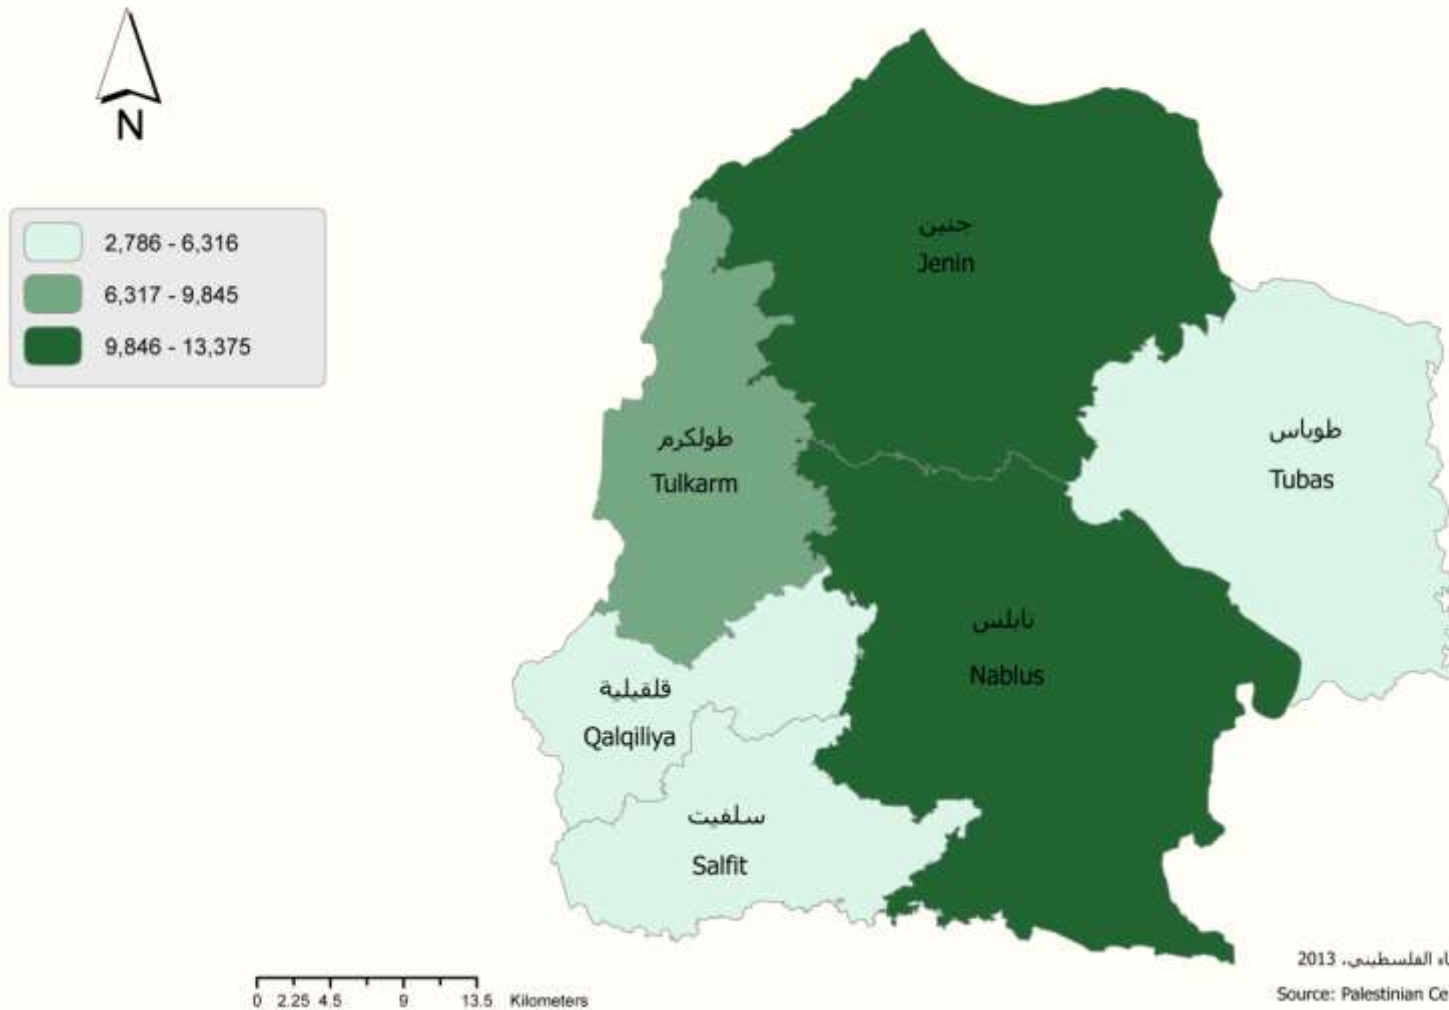 N
2,786 - 6,316
6,317 - 9,845
9,846 - 13,375
جنين
Jenin
طوباس
Tubas
طولكرم
Tulkarm
نابلس
Nablus
قلقيلية
Qalqiliya
سلفيت
Salfit
0 2.25 4.5 9 13.5 Kilometers
الفلسطيني، 2013
Source: Palestinian